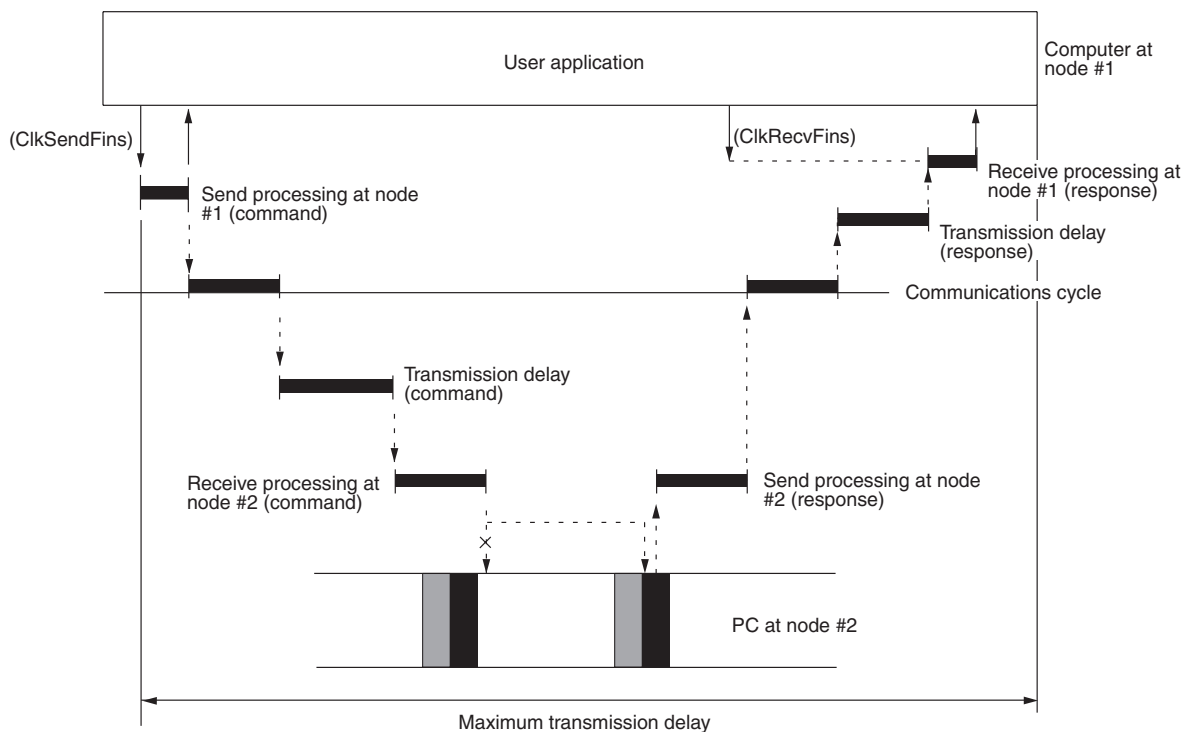 User application
Computer at
node #1
(ClkSendFins)
(ClkRecvFins)
Send processing at node
#1 (command)
Receive processing at
node #1 (response)
Transmission delay
(response)
Communications cycle
Transmission delay
(command)
Receive processing at
node #2 (command)
Send processing at node
#2 (response)
PC at node #2
Maximum transmission delay